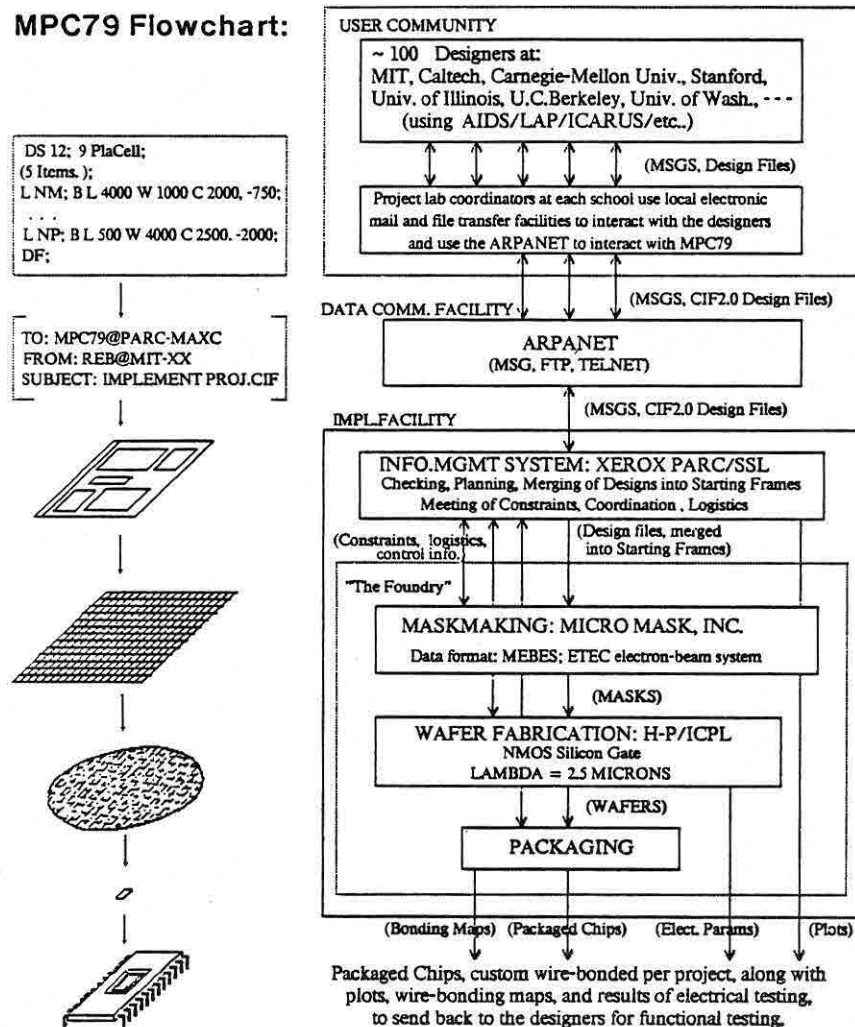 MPC79 Flowchart:
DS 12; 9 PlaCell;
(5 Items. );
L NM; B L 4000 W 1000 C 2000, -750;
. . .
L NP; B L 500 W 4000 C 2500. -2000;
DF;
TO: MPC79@PARC-MAXC
FROM: REB@MIT-XX
SUBJECT: IMPLEMENT PROJ.CIF
USER COMMUNITY
~ 100 Designers at:
MIT, Caltech, Carnegie-Mellon Univ., Stanford,
Univ. of Illinois, U.C.Berkeley, Univ. of Wash., ----
(using AIDS/LAP/ICARUS/etc..)
(MSGS, Design Files)
Project lab coordinators at each school use local electronic
mail and file transfer facilities to interact with the designers
and use the ARPANET to interact with MPC79
(MSGS, CIF2.0 Design Files)
DATA COMM. FACILITY
ARPANET
(MSG, FTP, TELNET)
(MSGS, CIF2.0 Design Files)
IMPL.FACILITY
INFO.MGMT SYSTEM: XEROX PARC/SSL
Checking, Planning, Merging of Designs into Starting Frames
Meeting of Constraints, Coordination , Logistics
(Constraints, logistics,
control info.)
(Design files, merged
into Starting Frames)
"The Foundry"
MASKMAKING: MICRO MASK, INC.
Data format: MEBES; ETEC electron-beam system
(MASKS)
WAFER FABRICATION: H-P/ICPL
NMOS Silicon Gate
LAMBDA = 2.5 MICRONS
(WAFERS)
PACKAGING
(Bonding Maps) (Packaged Chips) (Elect. Params) (Plots)
Packaged Chips, custom wire-bonded per project, along with
plots, wire-bonding maps, and results of electrical testing,
to send back to the designers for functional testing.